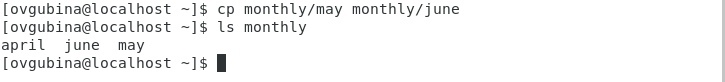 [ovgubina@localhost ~]$ cp monthly/may monthly/june
[ovgubina@localhost ~]$ ls monthly
april  june  may
[ovgubina@localhost ~]$